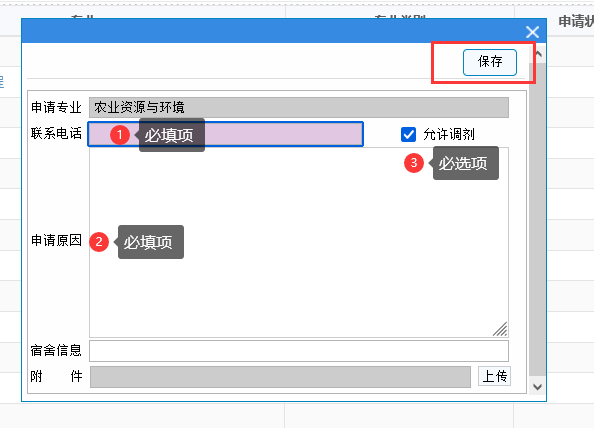 专业 专业类别 申请状
程
保存
申请专业 农业资源与环境
联系电话 1 必填项 允许调剂
3 必选项
申请原因 2 必填项
宿舍信息
附 件 上传